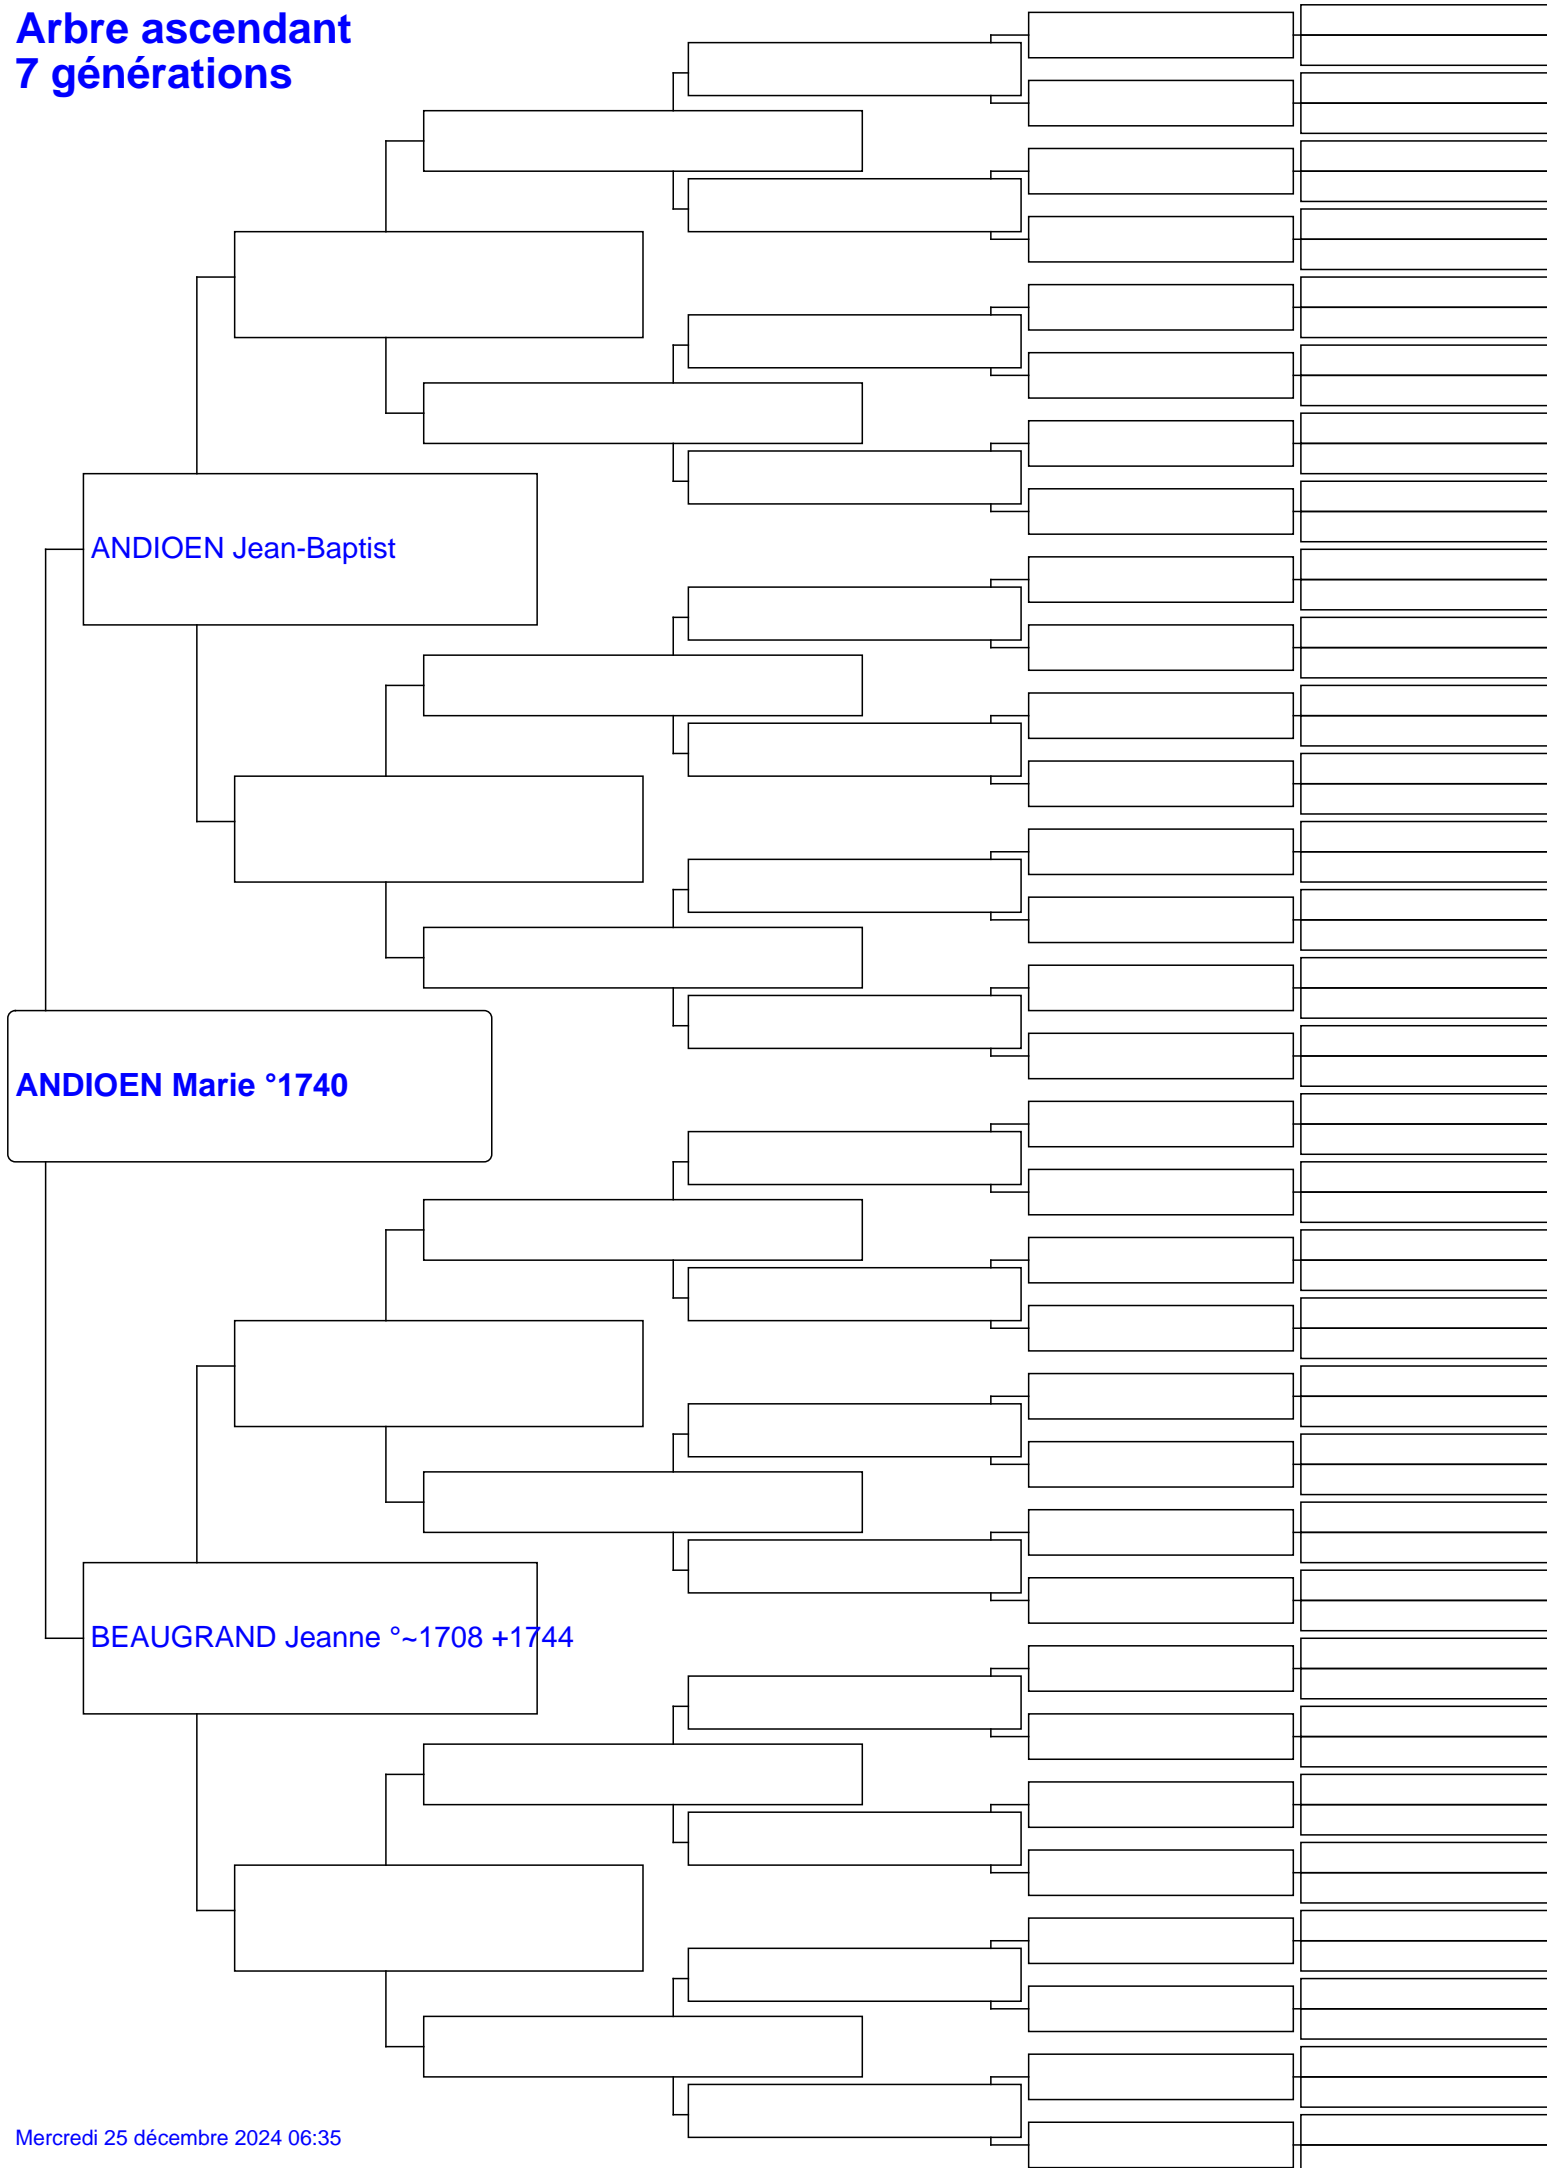 Arbre ascendant
7 générations
ANDIOEN Jean-Baptist
ANDIOEN Marie °1740
BEAUGRAND Jeanne °~1708 +1744
Mercredi 25 décembre 2024 06:35